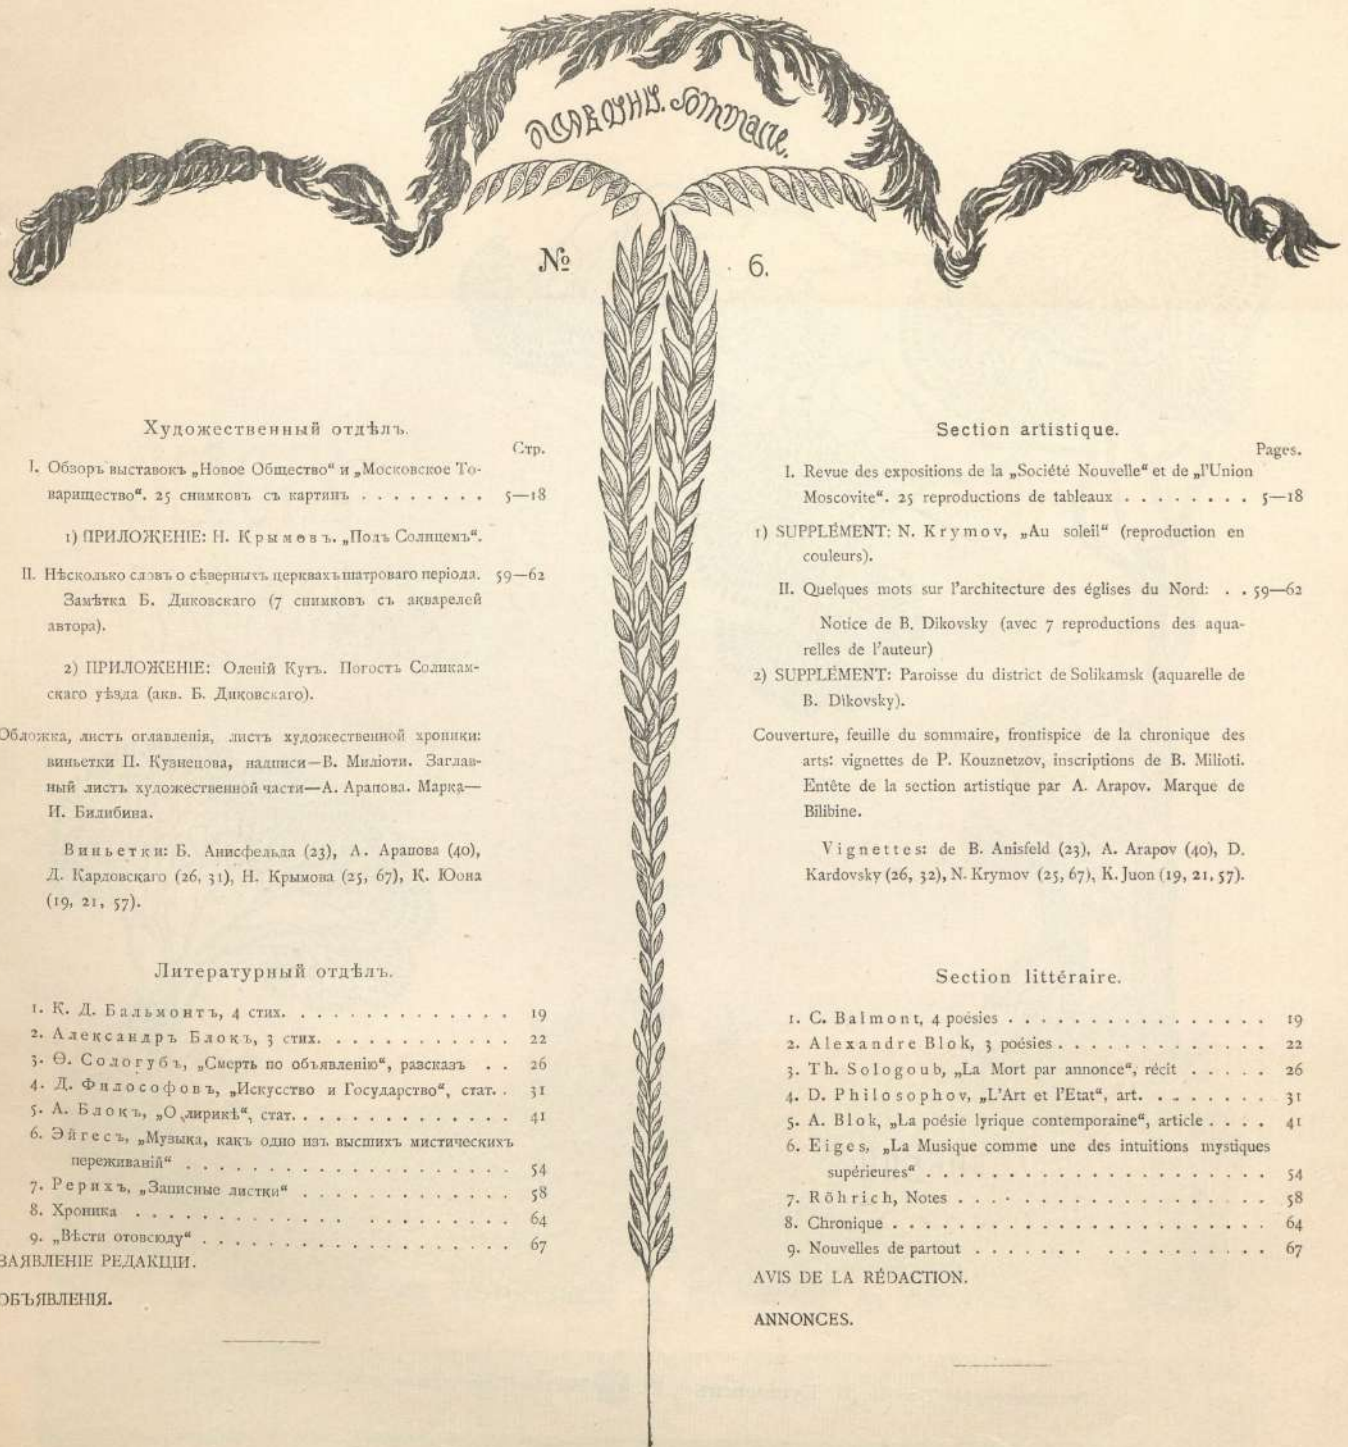 Sommaire.
№ 6.
Художественный отдѣлъ.
Стр.
I. Обзоръ выставокъ „Новое Общество“ и „Московское То-
варищество“. 25 снимковъ съ картинъ . . . . . . . . 5—18
1) ПРИЛОЖЕНІЕ: Н. Крымовъ. „Подъ Солнцемъ“.
II. Нѣсколько словъ о сѣверныхъ церквахъ шатроваго періода. 59—62
Замѣтка Б. Диковскаго (7 снимковъ съ акварелей
автора).
2) ПРИЛОЖЕНІЕ: Оленій Кутъ. Погостъ Соликам-
скаго уѣзда (акв. Б. Диковскаго).
Обложка, листъ оглавленія, листъ художественной хроники:
виньетки П. Кузнецова, надписи—В. Миліоти. Заглав-
ный листъ художественной части—А. Арапова. Марка—
И. Билибина.
Виньетки: Б. Анисфельда (23), А. Арапова (40),
Д. Кардовскаго (26, 31), Н. Крымова (25, 67), К. Юона
(19, 21, 57).
Литературный отдѣлъ.
1. К. Д. Бальмонтъ, 4 стих. . . . . . . . . . . . . . 19
2. Александръ Блокъ, 3 стих. . . . . . . . . . . . 22
3. Ѳ. Сологубъ, „Смерть по объявленію“, разсказъ . . 26
4. Д. Философовъ, „Искусство и Государство“, стат. . 31
5. А. Блокъ, „О лирикѣ“, стат. . . . . . . . . . . . . 41
6. Эйгесъ, „Музыка, какъ одно изъ высшихъ мистическихъ
переживаній“ . . . . . . . . . . . . . . . . . . 54
7. Рерихъ, „Записные листки“ . . . . . . . . . . . . 58
8. Хроника . . . . . . . . . . . . . . . . . . . . 64
9. „Вѣсти отовсюду“ . . . . . . . . . . . . . . . . . 67
ЗАЯВЛЕНІЕ РЕДАКЦІИ.
ОБЪЯВЛЕНІЯ.
Section artistique.
Pages.
I. Revue des expositions de la „Société Nouvelle“ et de „l'Union
Moscovite“. 25 reproductions de tableaux . . . . . . . . 5—18
1) SUPPLÉMENT: N. Krymov, „Au soleil“ (reproduction en
couleurs).
II. Quelques mots sur l'architecture des églises du Nord: . . 59—62
Notice de B. Dikovsky (avec 7 reproductions des aqua-
relles de l'auteur)
2) SUPPLÉMENT: Paroisse du district de Solikamsk (aquarelle de
B. Dikovsky).
Couverture, feuille du sommaire, frontispice de la chronique des
arts: vignettes de P. Kouznetzov, inscriptions de B. Milioti.
Entête de la section artistique par A. Arapov. Marque de
Bilibine.
Vignettes: de B. Anisfeld (23), A. Arapov (40), D.
Kardovsky (26, 32), N. Krymov (25, 67), K. Juon (19, 21, 57).
Section littéraire.
1. C. Balmont, 4 poésies . . . . . . . . . . . . . . . 19
2. Alexandre Blok, 3 poésies . . . . . . . . . . . . . 22
3. Th. Sologoub, „La Mort par annonce“, récit . . . . . 26
4. D. Philosophov, „L'Art et l'Etat“, art. . . . . . . . . 31
5. A. Blok, „La poésie lyrique contemporaine“, article . . . . 41
6. Eiges, „La Musique comme une des intuitions mystiques
supérieures“ . . . . . . . . . . . . . . . . . . . . 54
7. Röhrich, Notes . . . . . . . . . . . . . . . . . . 58
8. Chronique . . . . . . . . . . . . . . . . . . . . . . 64
9. Nouvelles de partout . . . . . . . . . . . . . . . . 67
AVIS DE LA RÉDACTION.
ANNONCES.